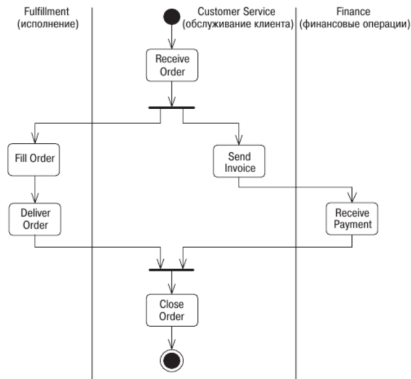 Fulfillment
(исполнение)
Customer Service
(обслуживание клиента)
Finance
(финансовые операции)
Receive
Order
Fill Order
Send
Invoice
Deliver
Order
Receive
Payment
Close
Order